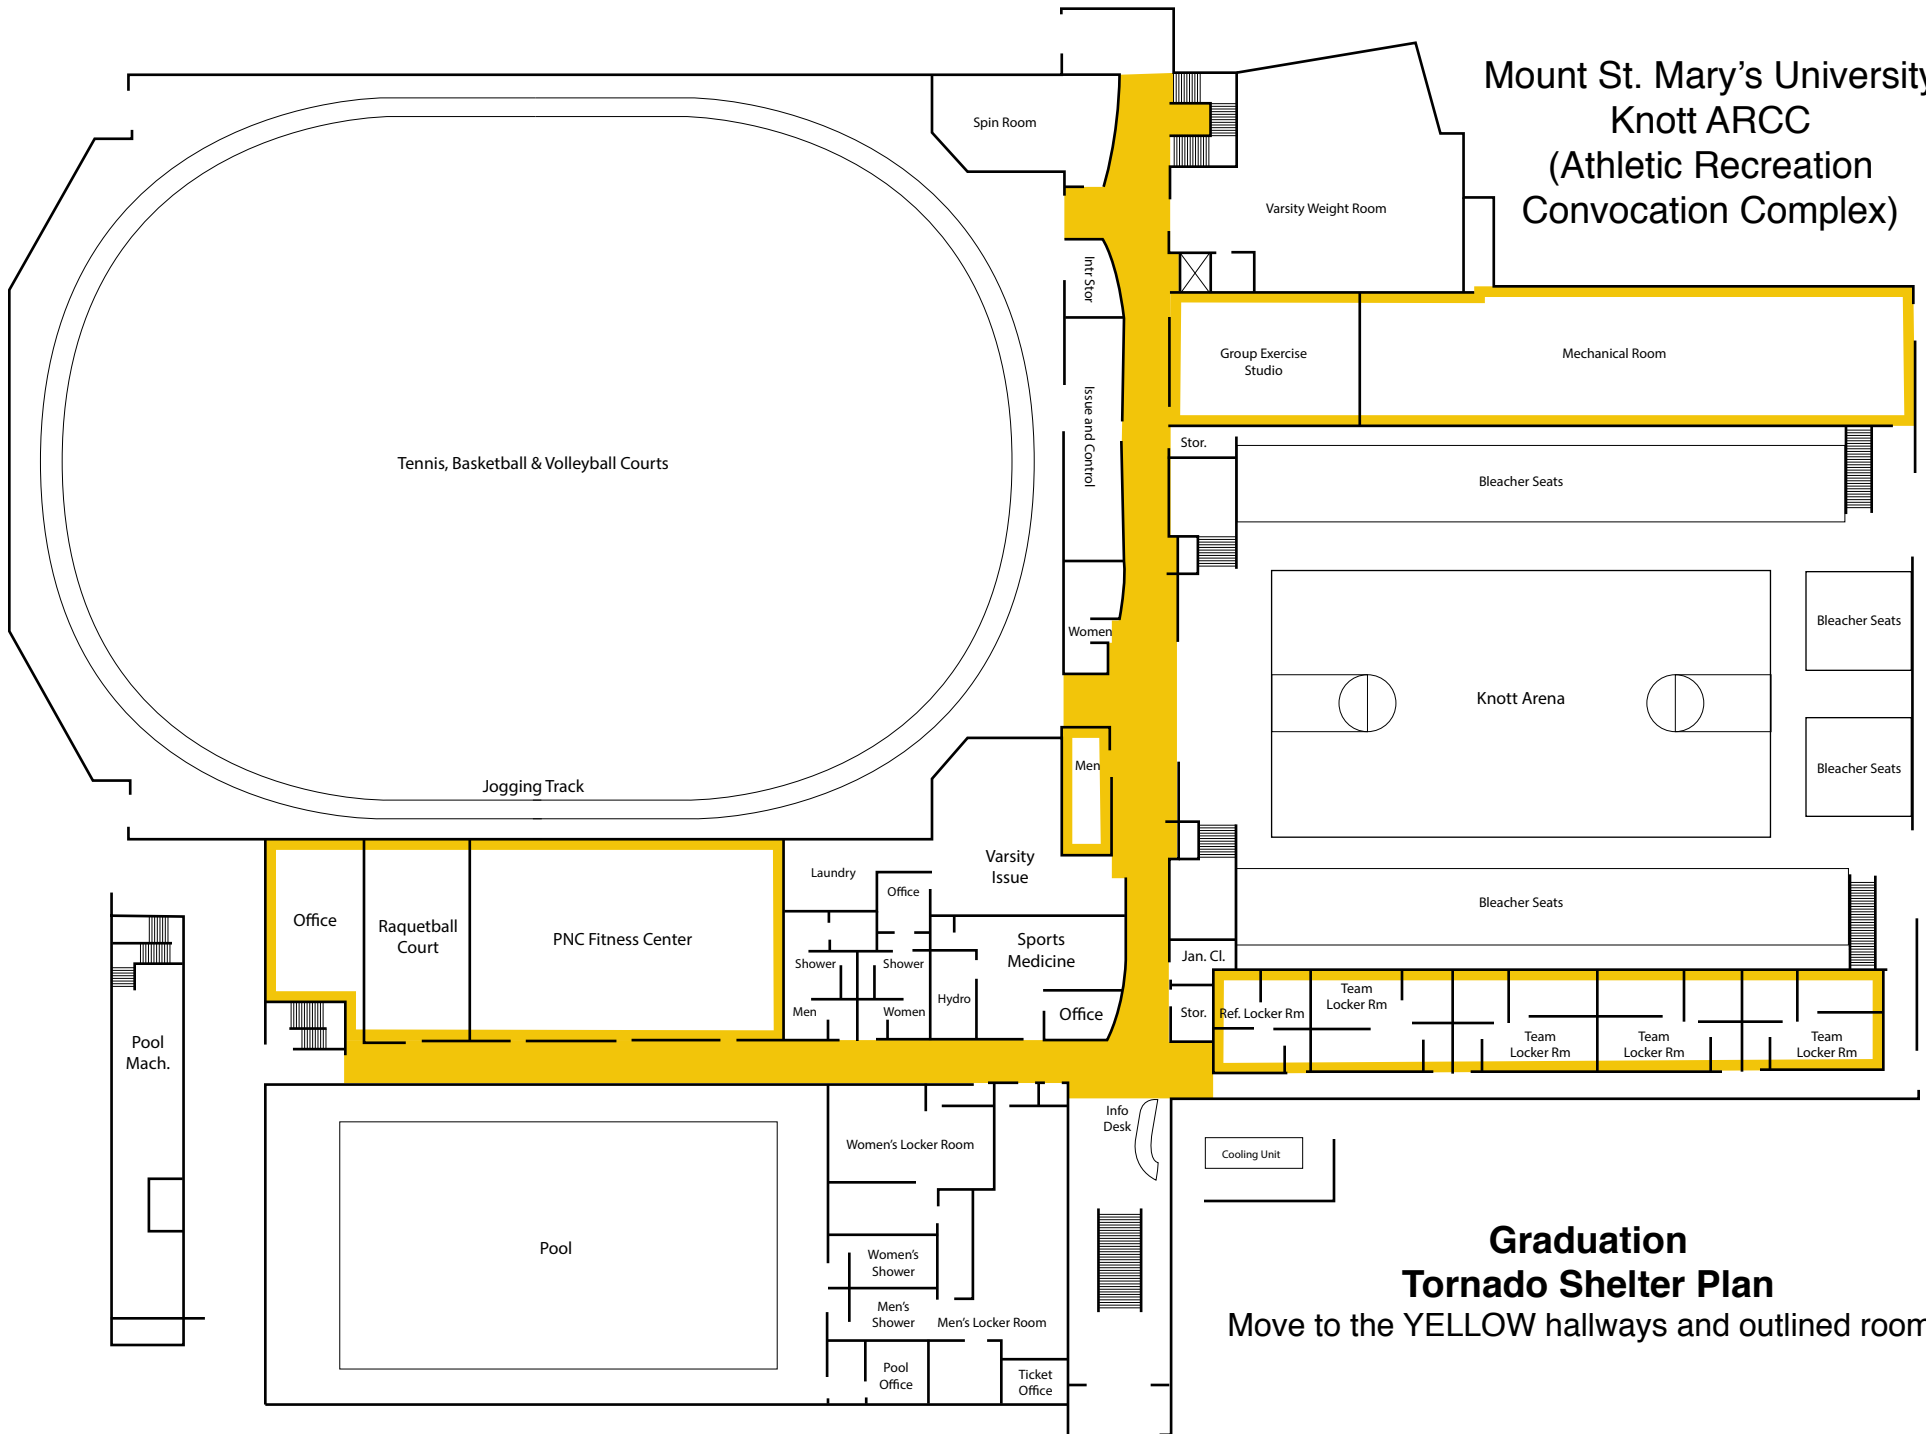 Mount St. Mary's University
Knott ARCC
(Athletic Recreation
Convocation Complex)
Spin Room
Varsity Weight Room
Intr Stor
Group Exercise
Studio
Mechanical Room
Issue and Control
Stor.
Bleacher Seats
Tennis, Basketball & Volleyball Courts
Women
Bleacher Seats
Knott Arena
Bleacher Seats
Men
Jogging Track
Varsity
Issue
Laundry
Office
Bleacher Seats
Office
Raquetball
Court
PNC Fitness Center
Shower
Shower
Sports
Medicine
Jan. Cl.
Hydro
Men
Women
Office
Stor.
Ref. Locker Rm
Team
Locker Rm
Team
Locker Rm
Team
Locker Rm
Team
Locker Rm
Pool
Mach.
Info
Desk
Women's Locker Room
Cooling Unit
Pool
Women's
Shower
Men's
Shower
Men's Locker Room
Pool
Office
Ticket
Office
Graduation
Tornado Shelter Plan
Move to the YELLOW hallways and outlined room